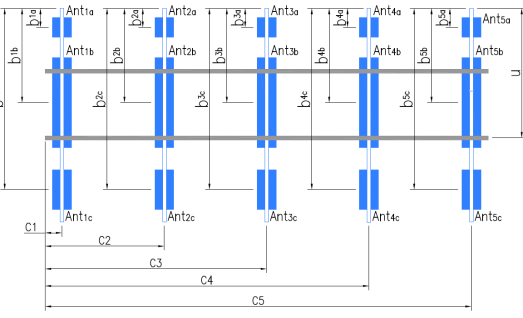 Ant1a Ant2a Ant3a Ant4a Ant5a
b1a b2a b3a b4a b5a
b1b b2b b3b b4b b5b
Ant1b Ant2b Ant3b Ant4b Ant5b
b2c b3c b4c b5c u
Ant1c Ant2c Ant3c Ant4c Ant5c
C1
C2
C3
C4
C5